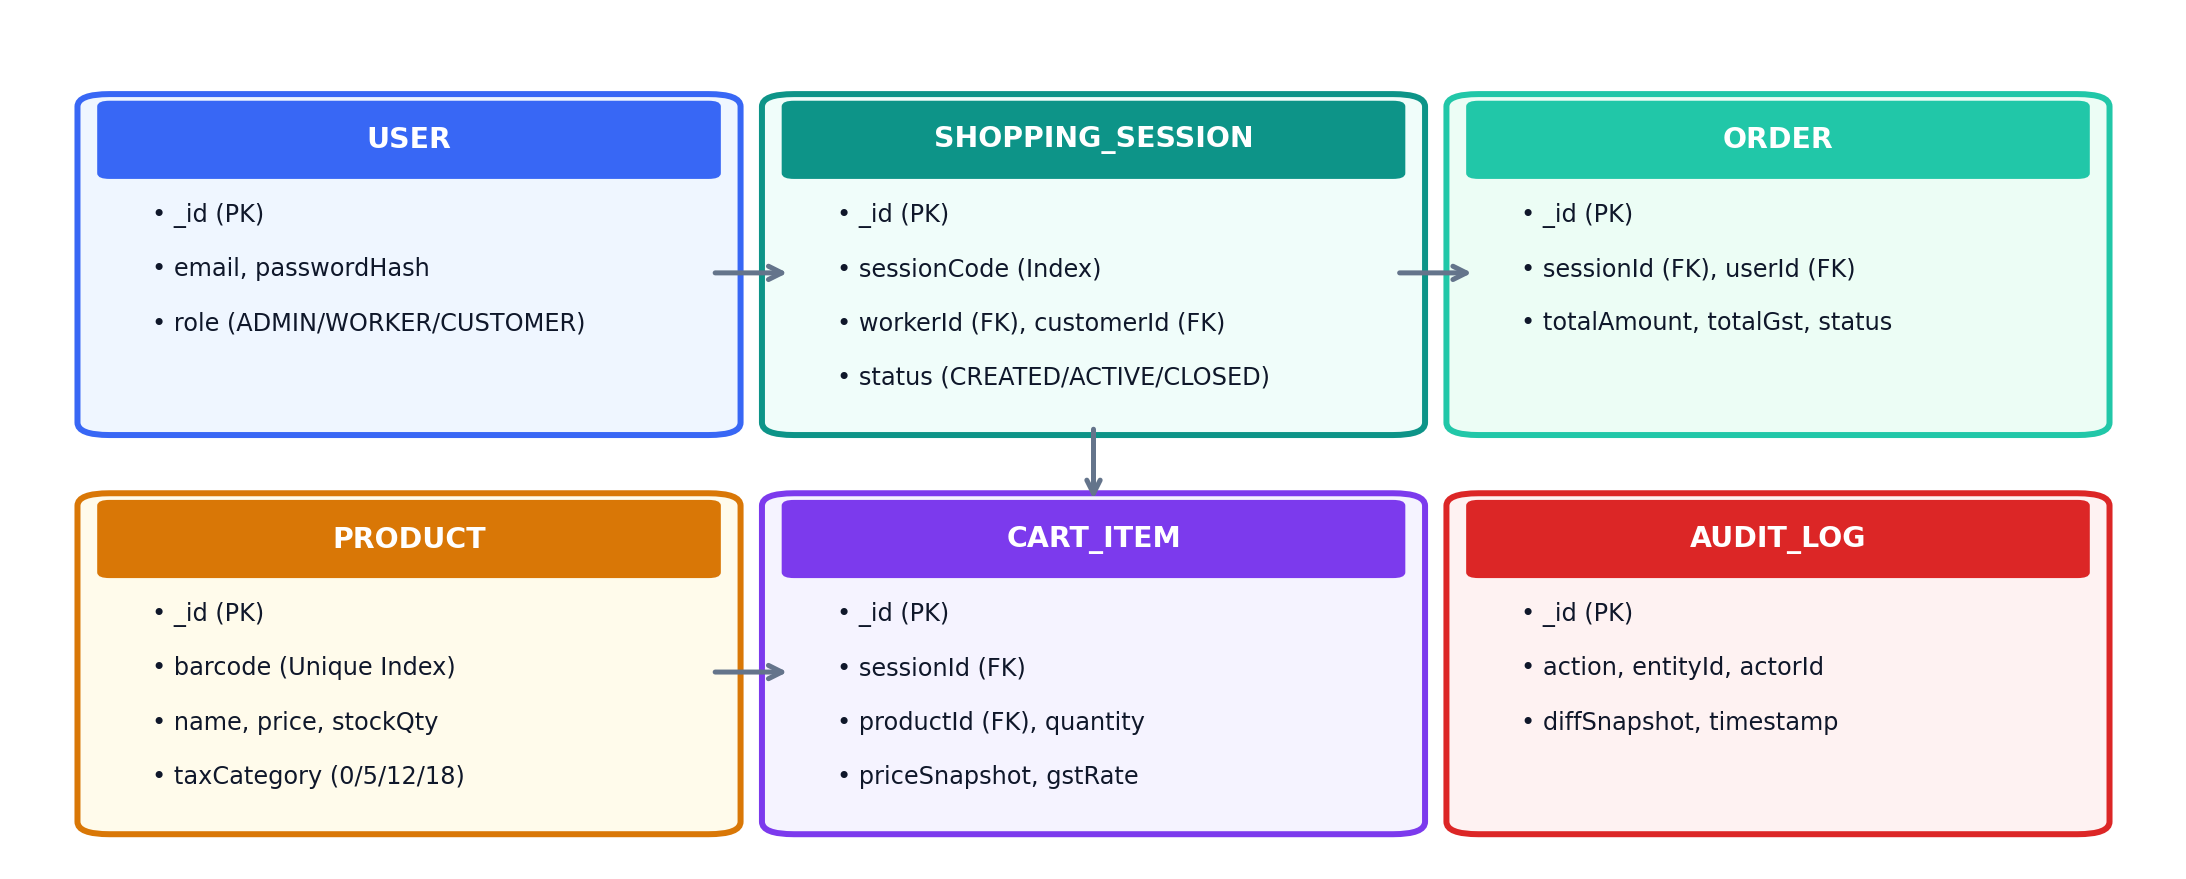 USER
• _id (PK)
• email, passwordHash
• role (ADMIN/WORKER/CUSTOMER)
SHOPPING_SESSION
• _id (PK)
• sessionCode (Index)
• workerId (FK), customerId (FK)
• status (CREATED/ACTIVE/CLOSED)
ORDER
• _id (PK)
• sessionId (FK), userId (FK)
• totalAmount, totalGst, status
PRODUCT
• _id (PK)
• barcode (Unique Index)
• name, price, stockQty
• taxCategory (0/5/12/18)
CART_ITEM
• _id (PK)
• sessionId (FK)
• productId (FK), quantity
• priceSnapshot, gstRate
AUDIT_LOG
• _id (PK)
• action, entityId, actorId
• diffSnapshot, timestamp